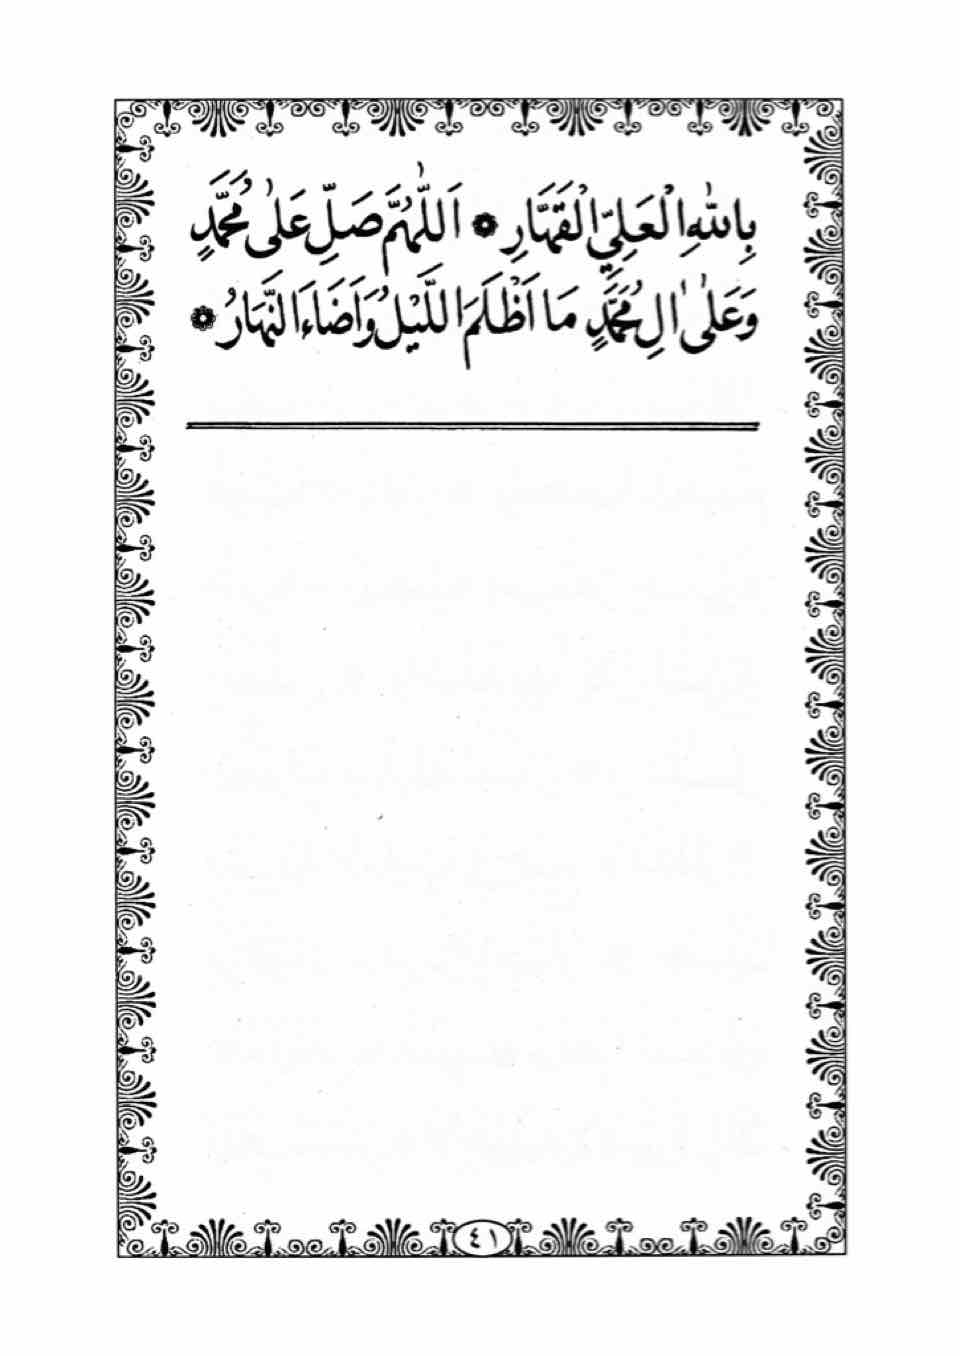 بِاللهِ الْعَلِيِّ الْقَهَّارِ ۞ اَللّٰهُمَّ صَلِّ عَلٰى مُحَمَّدٍ
وَعَلٰى اٰلِ مُحَمَّدٍ مَا اَظْلَمَ اللَّيْلُ وَاَضَاءَ النَّهَارُ ۞
٤١